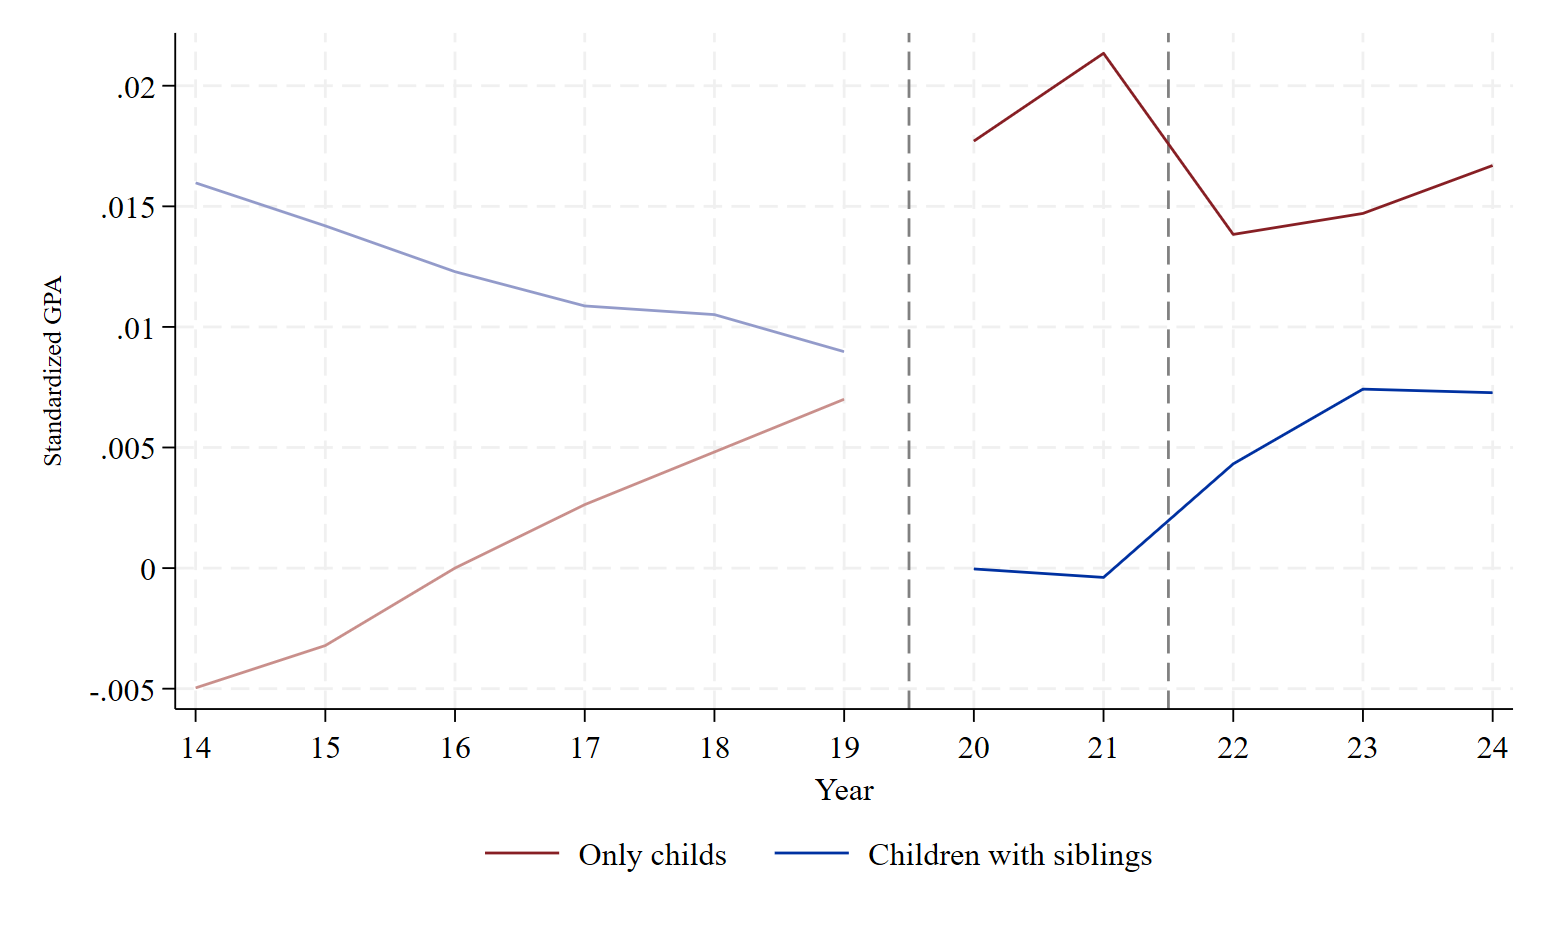 .02
.015
.01
.005
0
-.005
Standardized GPA
14 15 16 17 18 19 20 21 22 23 24
Year
Only childs Children with siblings